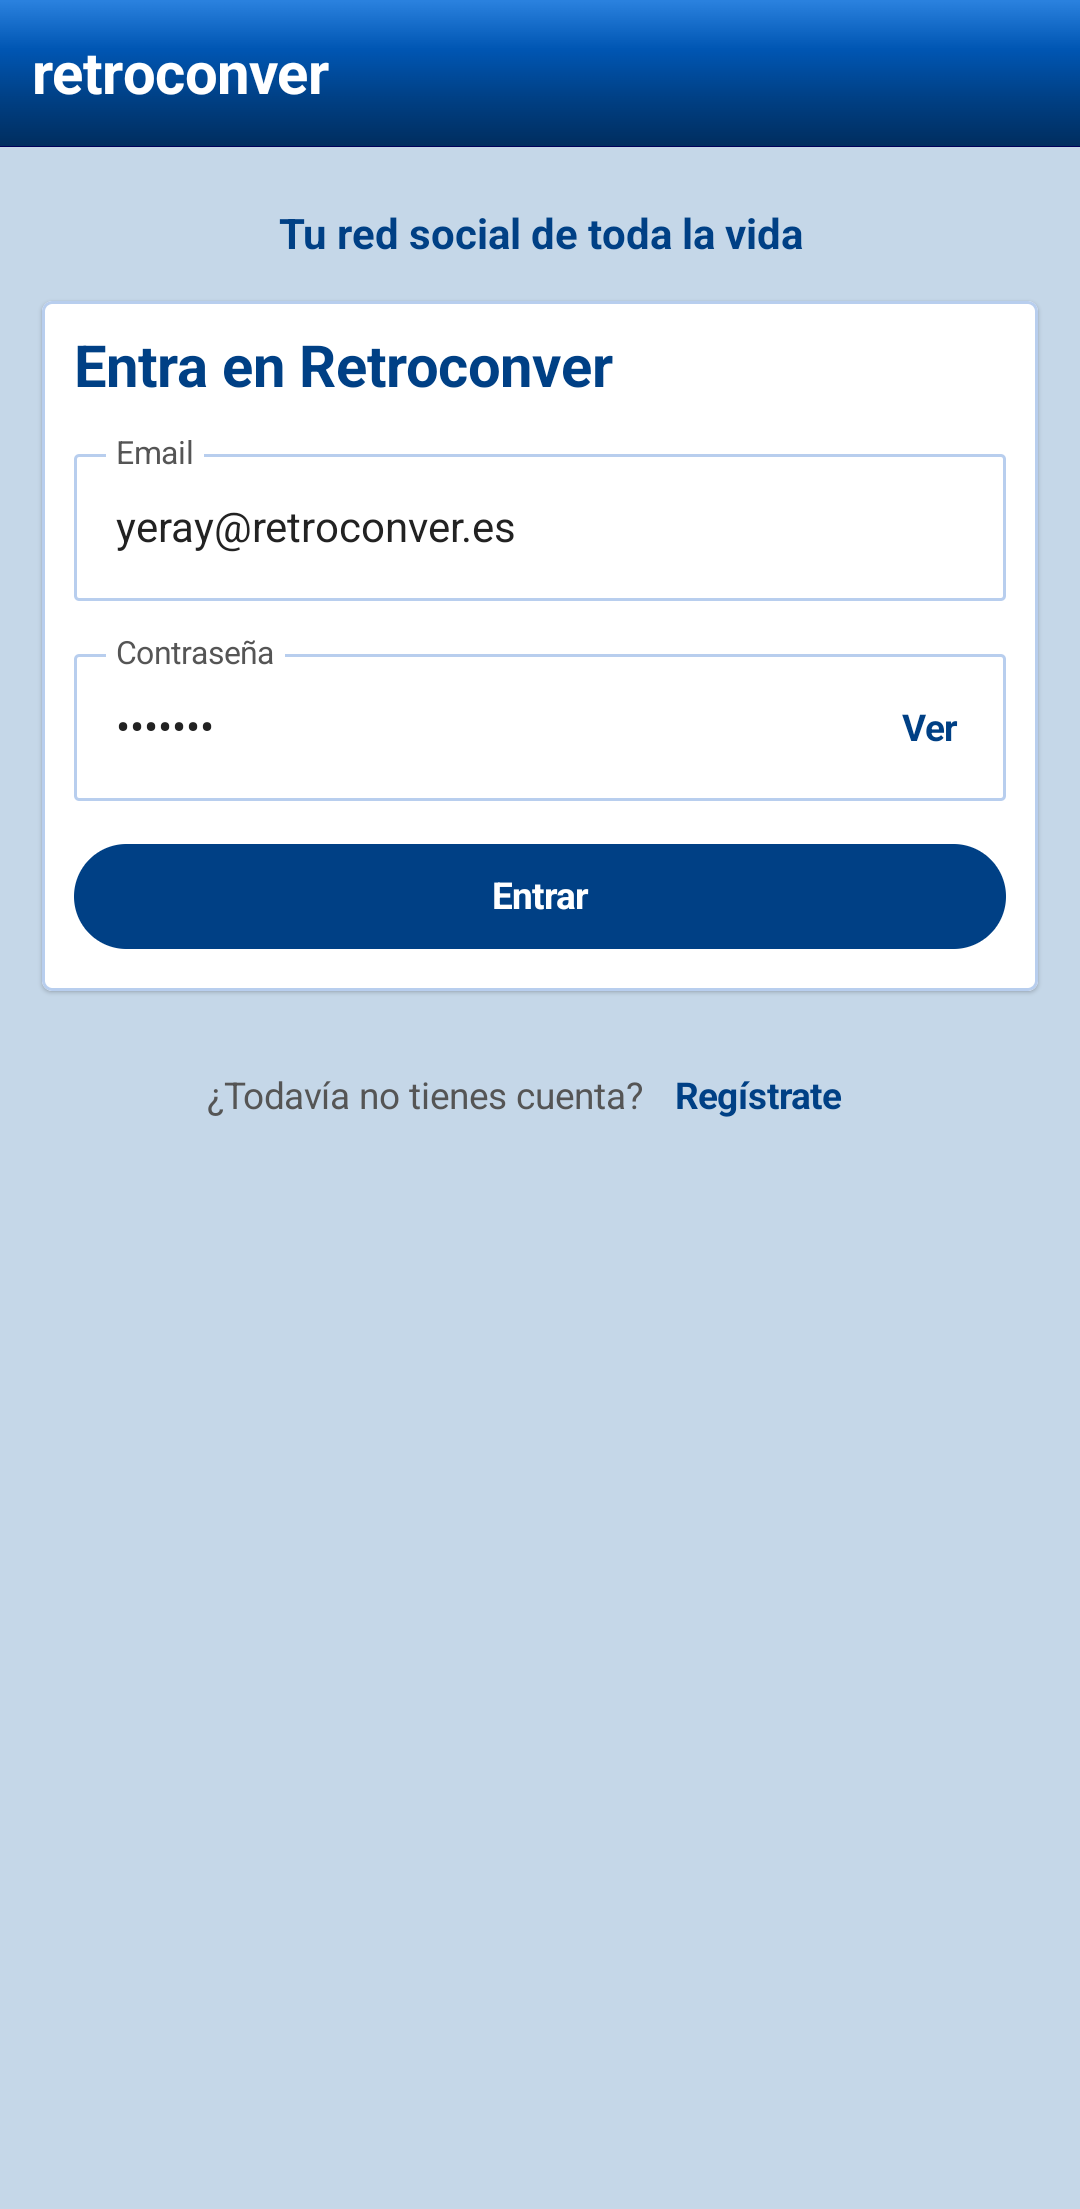 retroconver
Tu red social de toda la vida
Entra en Retroconver
Email
yeray@retroconver.es
Contraseña
•••••••
Ver
Entrar
¿Todavía no tienes cuenta? Regístrate